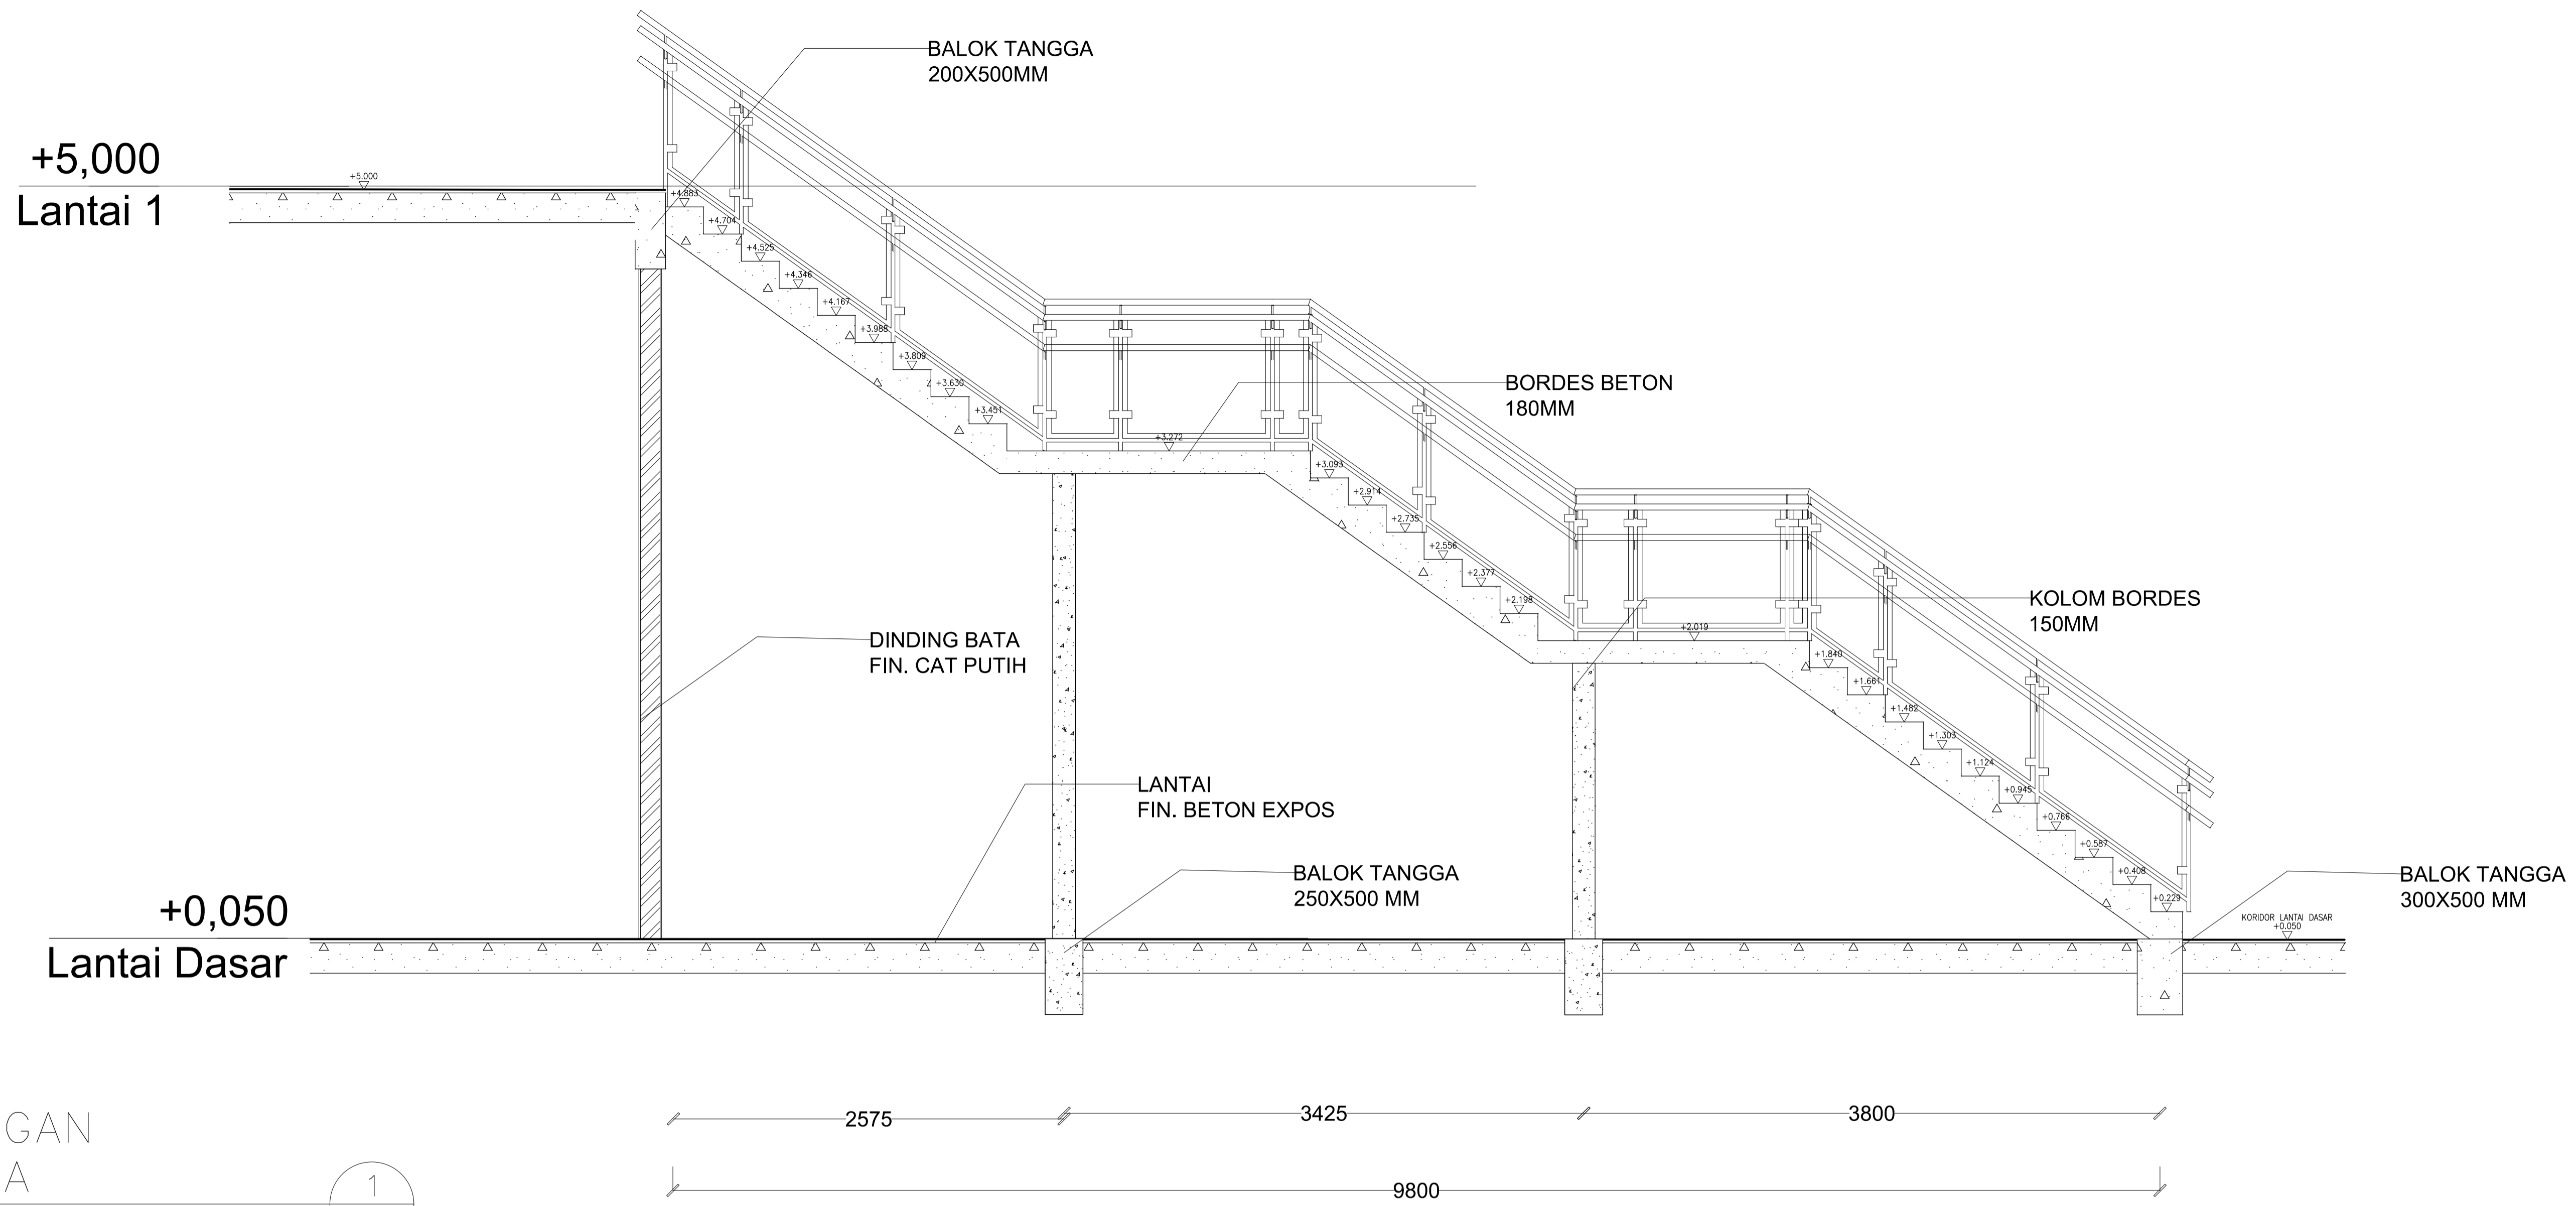 BALOK TANGGA
200X500MM
+5,000
Lantai 1
+5.000
+4.883
+4.704
+4.525
+4.346
+4.167
+3.988
+3.809
+3.630
+3.451
BORDES BETON
180MM
+3.272
+3.093
+2.914
+2.735
+2.556
+2.377
+2.198
KOLOM BORDES
150MM
+2.019
DINDING BATA
FIN. CAT PUTIH
+1.840
+1.661
+1.482
+1.303
+1.124
+0.945
+0.766
+0.587
+0.408
+0.229
LANTAI
FIN. BETON EXPOS
BALOK TANGGA
250X500 MM
BALOK TANGGA
300X500 MM
KORIDOR LANTAI DASAR
+0.050
+0,050
Lantai Dasar
2575
3425
3800
9800
GAN
A
1